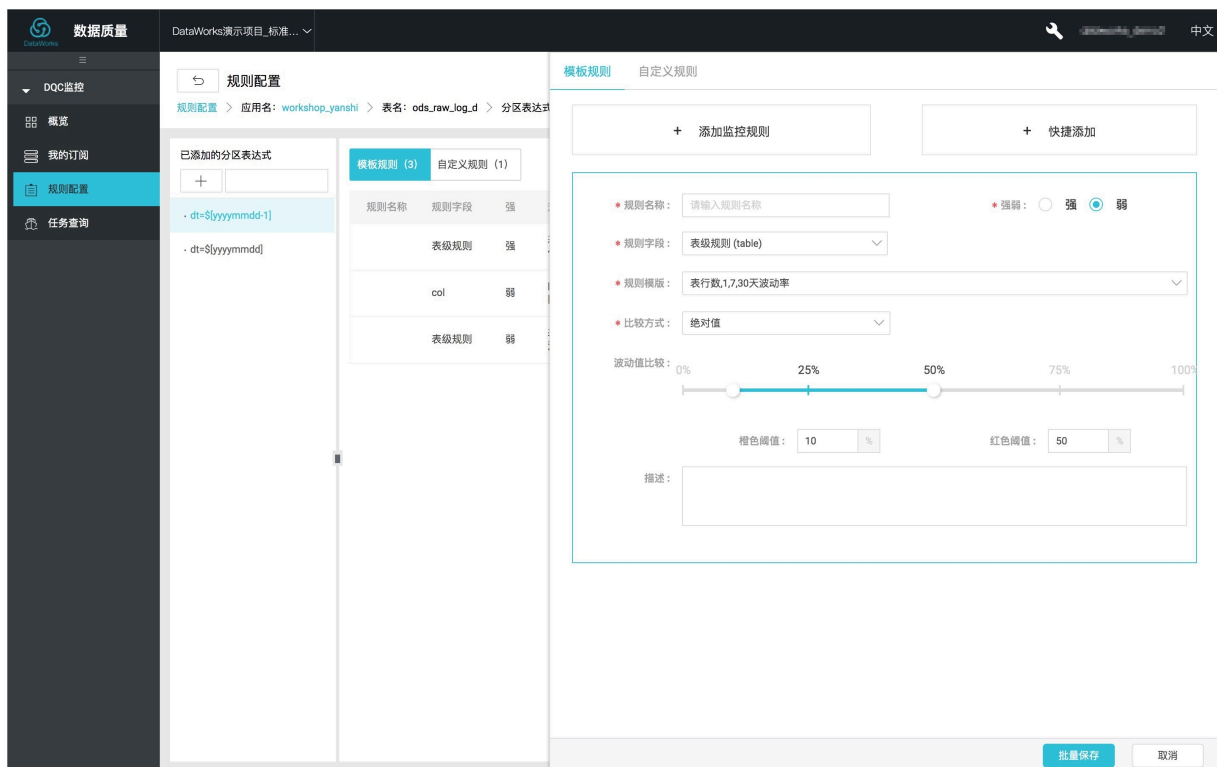 DataWorks
数据质量
DataWorks演示项目_标准...
中文
DQC监控
概览
我的订阅
规则配置
任务查询
规则配置
规则配置 > 应用名: workshop_yanshi > 表名: ods_raw_log_d > 分区表达式
已添加的分区表达式
+
· dt=$[yyyymmdd-1]
· dt=$[yyyymmdd]
模板规则 (3) 自定义规则 (1)
规则名称 规则字段 强
表级规则 强
col 弱
表级规则 弱
模板规则 自定义规则
+ 添加监控规则 + 快捷添加
* 规则名称: 请输入规则名称 * 强弱: 强 弱
* 规则字段: 表级规则 (table)
* 规则模版: 表行数,1,7,30天波动率
* 比较方式: 绝对值
波动值比较: 0% 25% 50% 75% 100%
橙色阈值: 10 % 红色阈值: 50 %
描述:
批量保存 取消